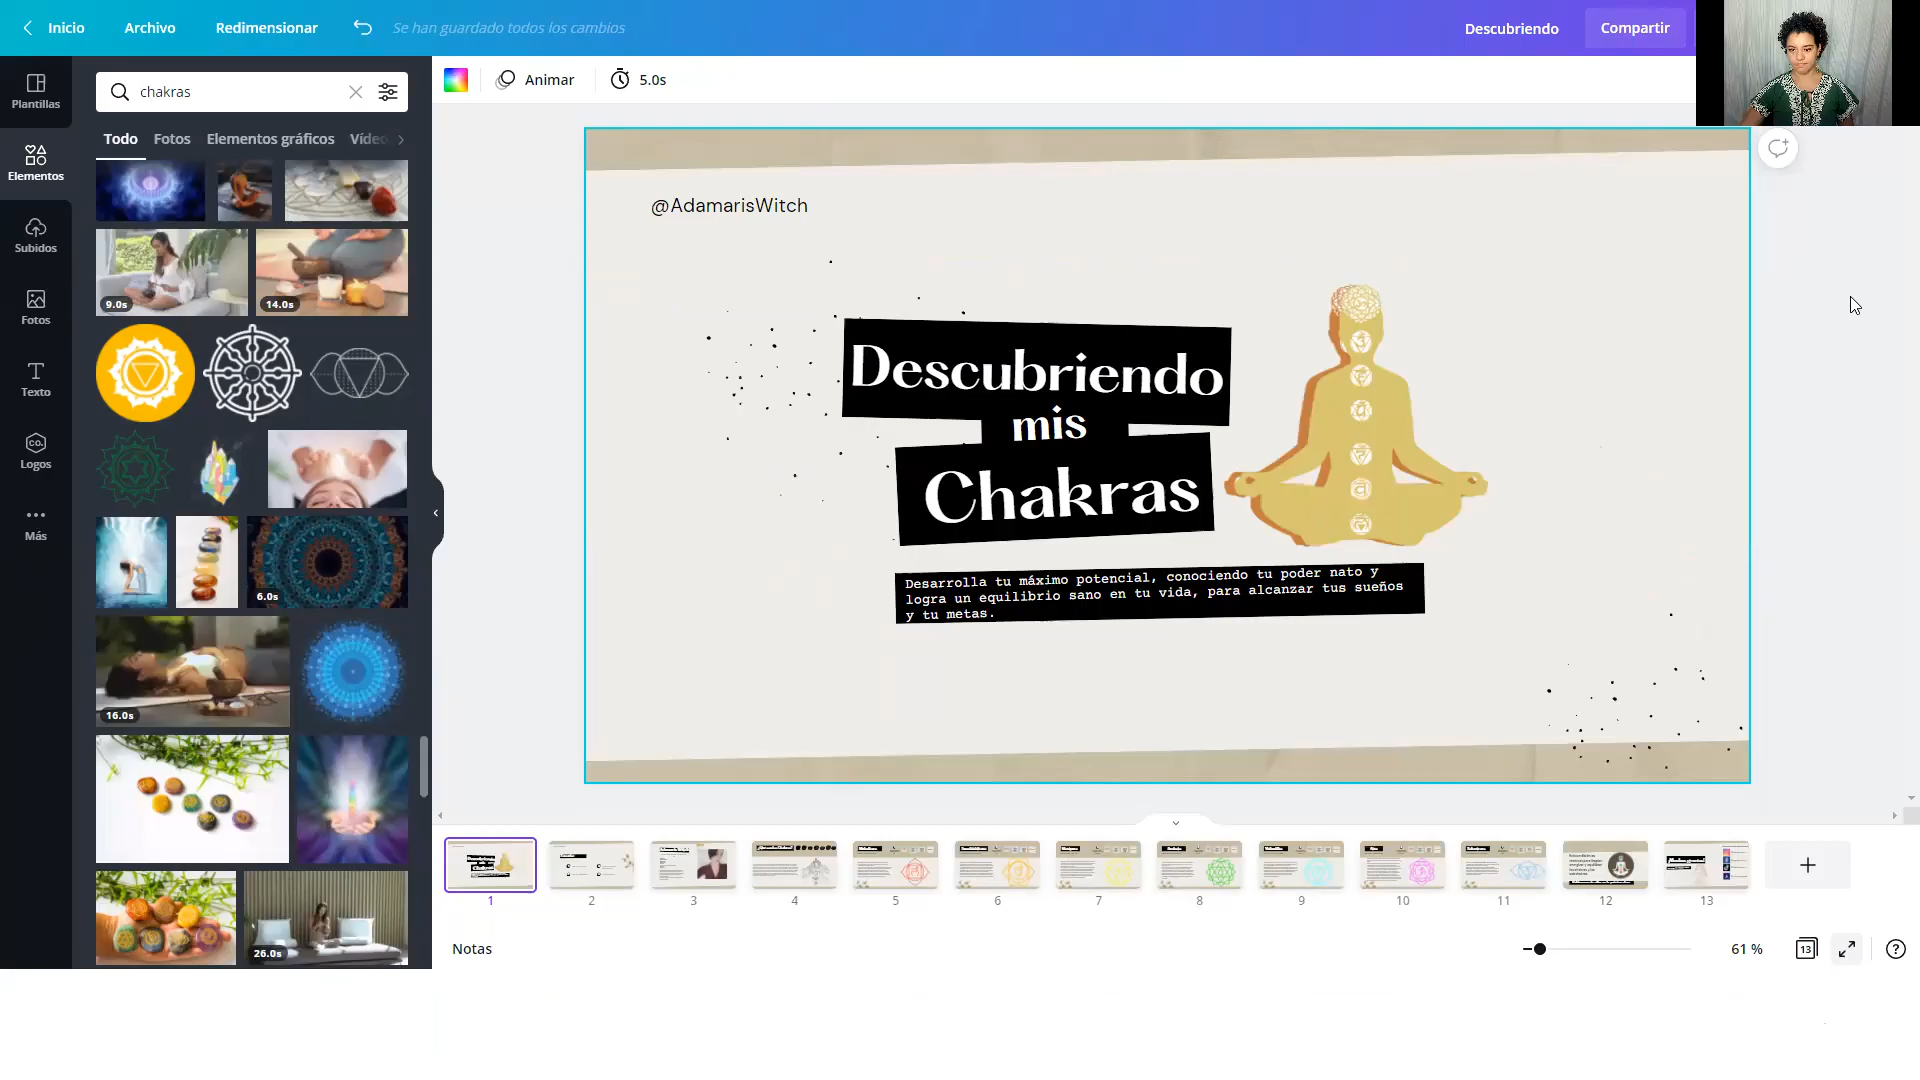 Inicio
Archivo
Redimensionar
Se han guardado todos los cambios
Descubriendo
Compartir
Plantillas
Elementos
Subidos
Fotos
Texto
Logos
CO.
Más
chakras
Todo
Fotos
Elementos gráficos
Vídeo
9.0s
14.0s
6.0s
16.0s
26.0s
Animar
5.0s
@AdamarisWitch
Descubriendo
mis
Chakras
Desarrolla tu máximo potencial, conociendo tu poder nato y
logra un equilibrio sano en tu vida, para alcanzar tus sueños
y tu metas.
1
2
3
4
5
6
7
8
9
10
11
12
13
Notas
61 %
13